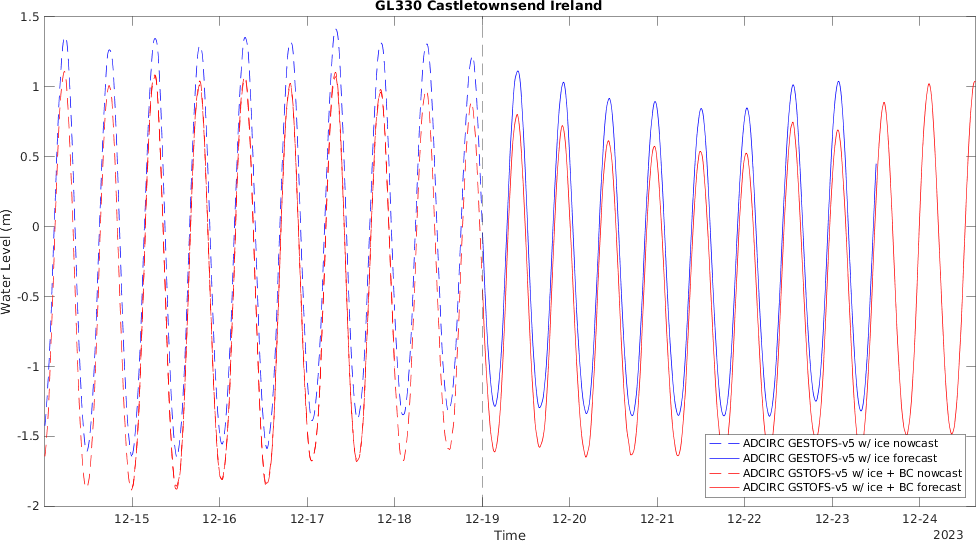 GL330 Castletownsend Ireland
1.5
1
0.5
0
-0.5
-1
-1.5
-2
Water Level (m)
12-15 12-16 12-17 12-18 12-19 12-20 12-21 12-22 12-23 12-24
Time
2023
ADCIRC GESTOFS-v5 w/ ice nowcast
ADCIRC GESTOFS-v5 w/ ice forecast
ADCIRC GSTOFS-v5 w/ ice + BC nowcast
ADCIRC GSTOFS-v5 w/ ice + BC forecast